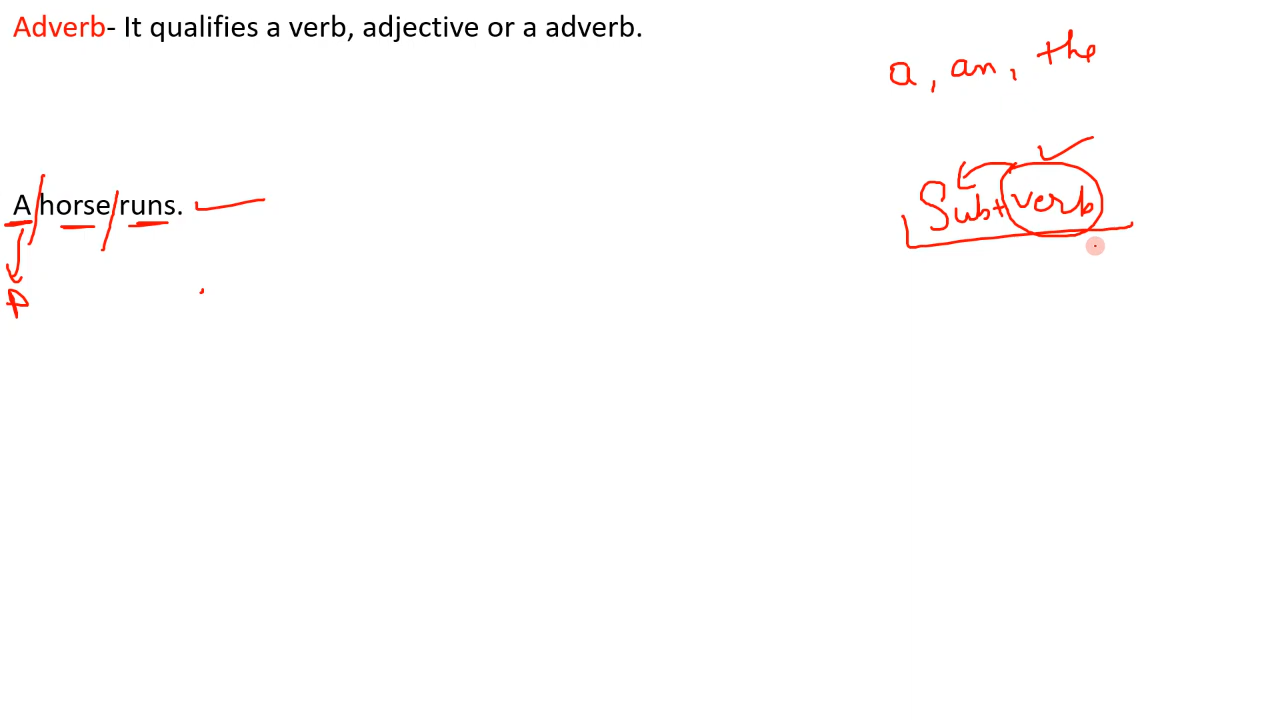 Adverb- It qualifies a verb, adjective or a adverb.
a, an, the
A horse runs.
Sub+ verb